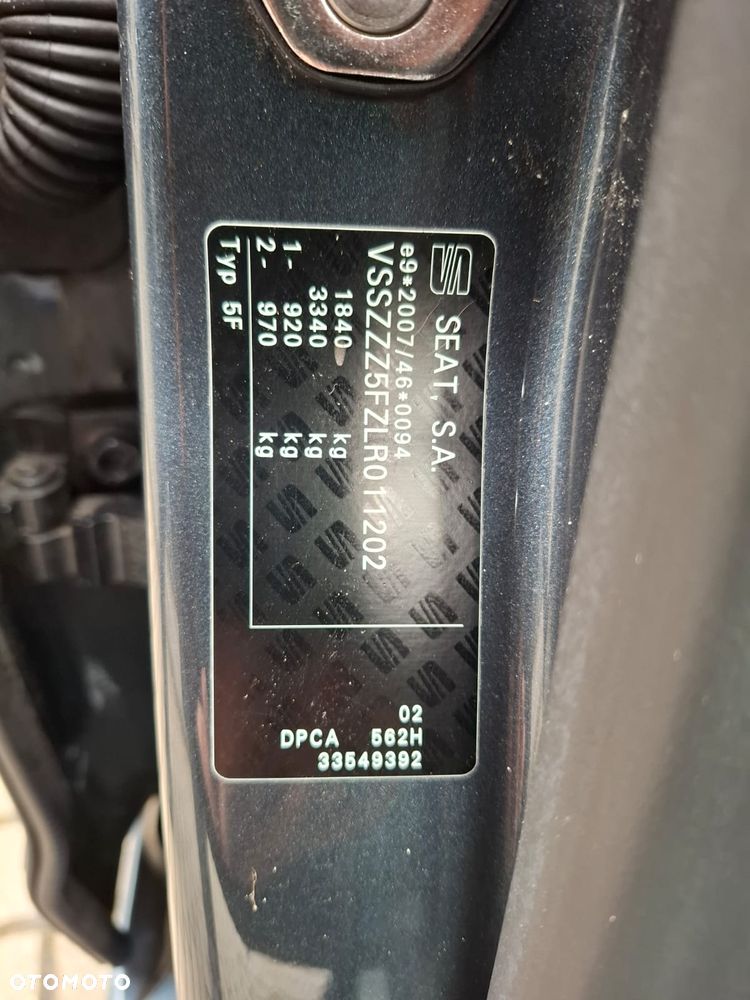 SEAT, S.A.
e9*2007/46*0094
VSSZZZ5FZLR011202
1840 kg
3340 kg
1- 920 kg
2- 970 kg
Typ 5F
02
DPCA 562H
33549392
OTOMOTO